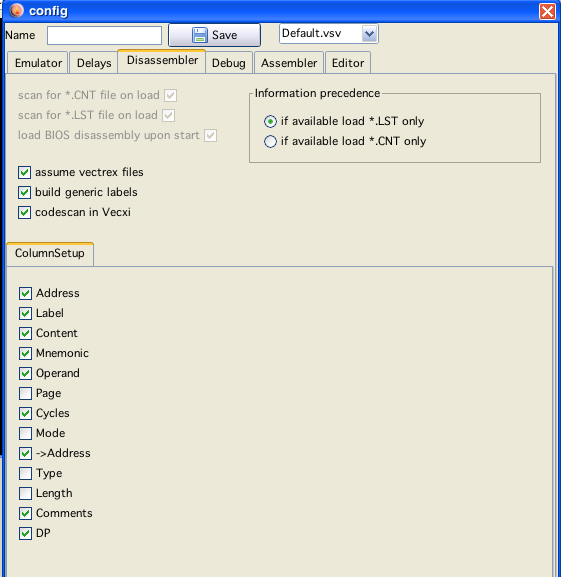 config
Name Save Default.vsv
Emulator Delays Disassembler Debug Assembler Editor
scan for *.CNT file on load
scan for *.LST file on load
load BIOS disassembly upon start
Information precedence
if available load *.LST only
if available load *.CNT only
assume vectrex files
build generic labels
codescan in Vecxi
ColumnSetup
Address
Label
Content
Mnemonic
Operand
Page
Cycles
Mode
->Address
Type
Length
Comments
DP